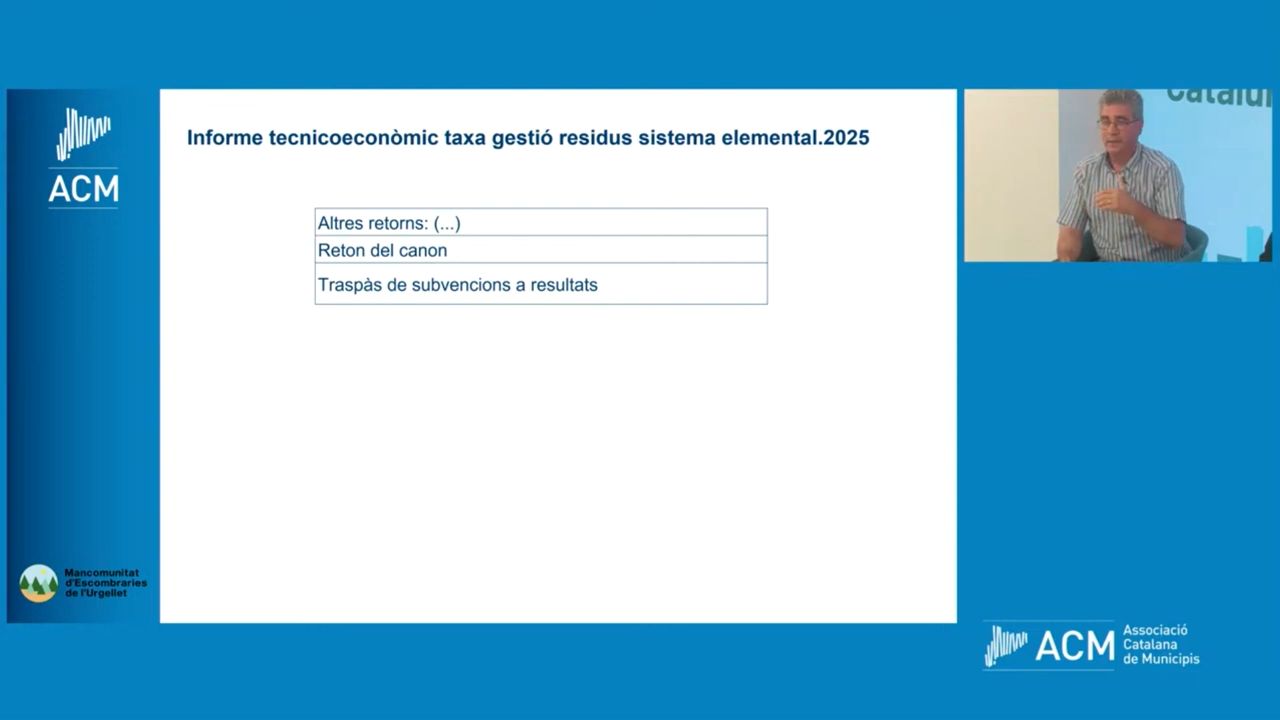 ACM
Informe tecnicoeconòmic taxa gestió residus sistema elemental.2025
Altres retorns: (...)
Reton del canon
Traspàs de subvencions a resultats
Mancomunitat
d'Escombraries
de l'Urgellet
ACM
Associació
Catalana
de Municipis